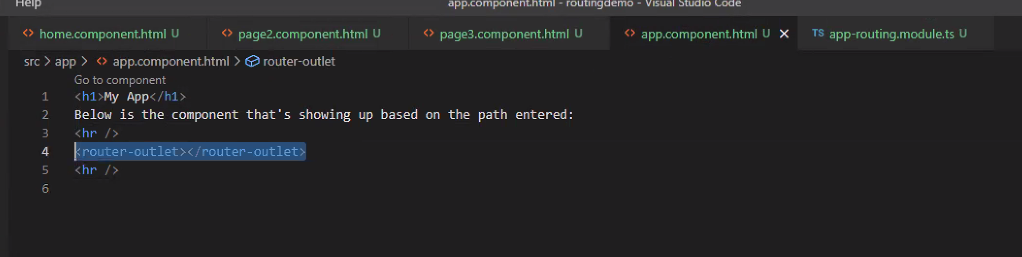 Help
app.component.html - routingdemo - Visual Studio Code
home.component.html U
page2.component.html U
page3.component.html U
app.component.html U
TS app-routing.module.ts U
src > app > <> app.component.html > router-outlet
Go to component
1 <h1>My App</h1>
2 Below is the component that's showing up based on the path entered:
3 <hr />
4 <router-outlet></router-outlet>
5 <hr />
6